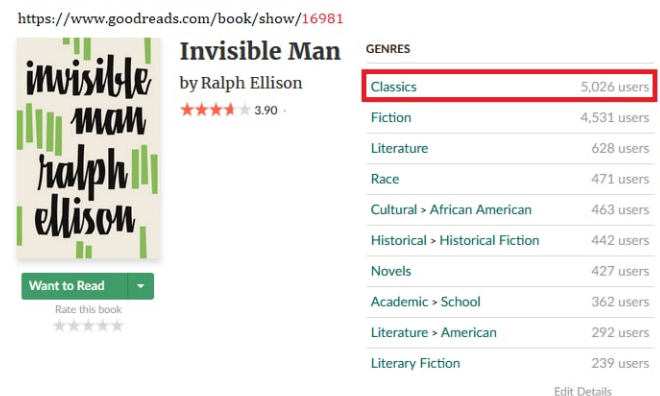 https://www.goodreads.com/book/show/16981
invisible
man
ralph
ellison
Want to Read
Rate this book
Invisible Man
by Ralph Ellison
3.90 ·
GENRES
Classics 5,026 users
Fiction 4,531 users
Literature 628 users
Race 471 users
Cultural > African American 463 users
Historical > Historical Fiction 442 users
Novels 427 users
Academic > School 362 users
Literature > American 292 users
Literary Fiction 239 users
Edit Details